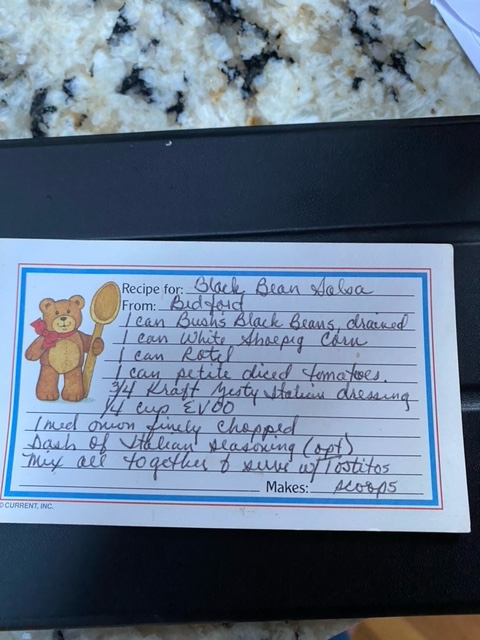 Recipe for: Black Bean Salsa
From: Bedford
1 can Bush's Black Beans, drained
1 can White Shoepig Corn
1 can Rotel
1 can petite diced tomatoes.
3/4 Kraft Zesty Italian dressing
1/4 cup EVOO
1 med onion finely chopped
Dash of Italian seasoning (opt)
Mix all together & serve w/ Tostitos
Makes: scoops
© CURRENT, INC.